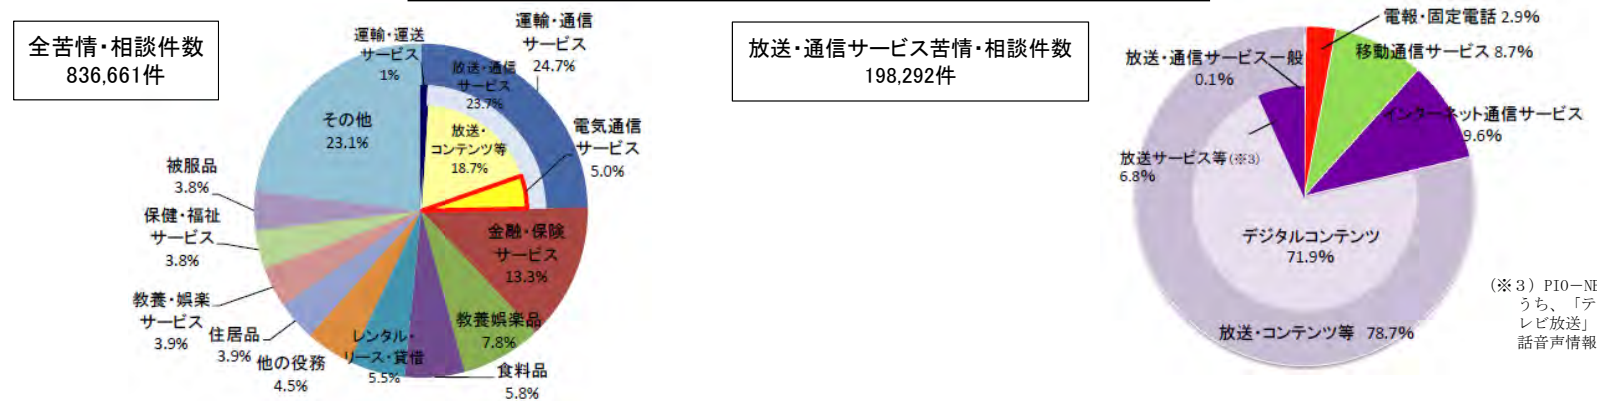 全苦情・相談件数
836,661件
運輸・運送
サービス
1%
運輸・通信
サービス
24.7%
放送・通信
サービス
23.7%
放送・
コンテンツ等
18.7%
電気通信
サービス
5.0%
金融・保険
サービス
13.3%
教養娯楽品
7.8%
食料品
5.8%
レンタル・
リース・貸借
5.5%
他の役務
4.5%
住居品
3.9%
教養・娯楽
サービス
3.9%
保健・福祉
サービス
3.8%
被服品
3.8%
その他
23.1%
放送・通信サービス苦情・相談件数
198,292件
電報・固定電話 2.9%
移動通信サービス 8.7%
インターネット通信サービス
9.6%
放送・通信サービス一般
0.1%
放送サービス等(※3)
6.8%
デジタルコンテンツ
71.9%
放送・コンテンツ等 78.7%
(※3) PIO-NE
うち、「テ
レビ放送」
話音声情報